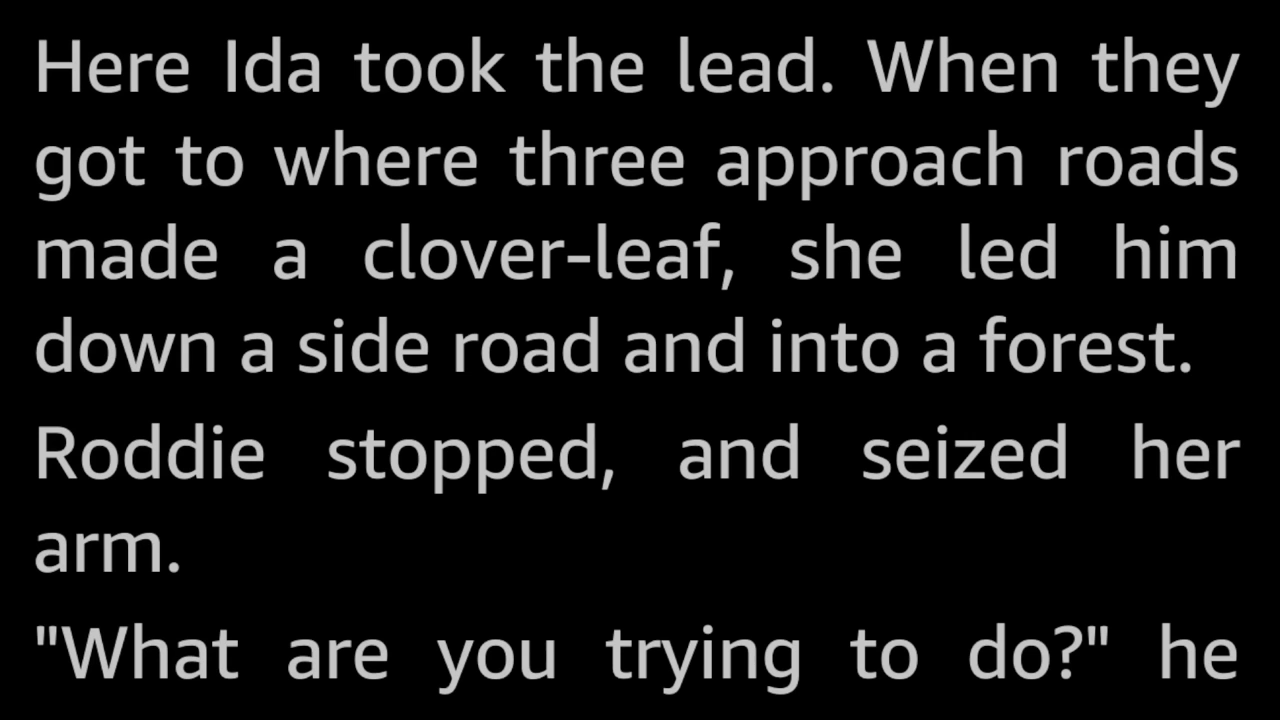 Here Ida took the lead. When they
got to where three approach roads
made a clover-leaf, she led him
down a side road and into a forest.
Roddie stopped, and seized her
arm.
"What are you trying to do?" he